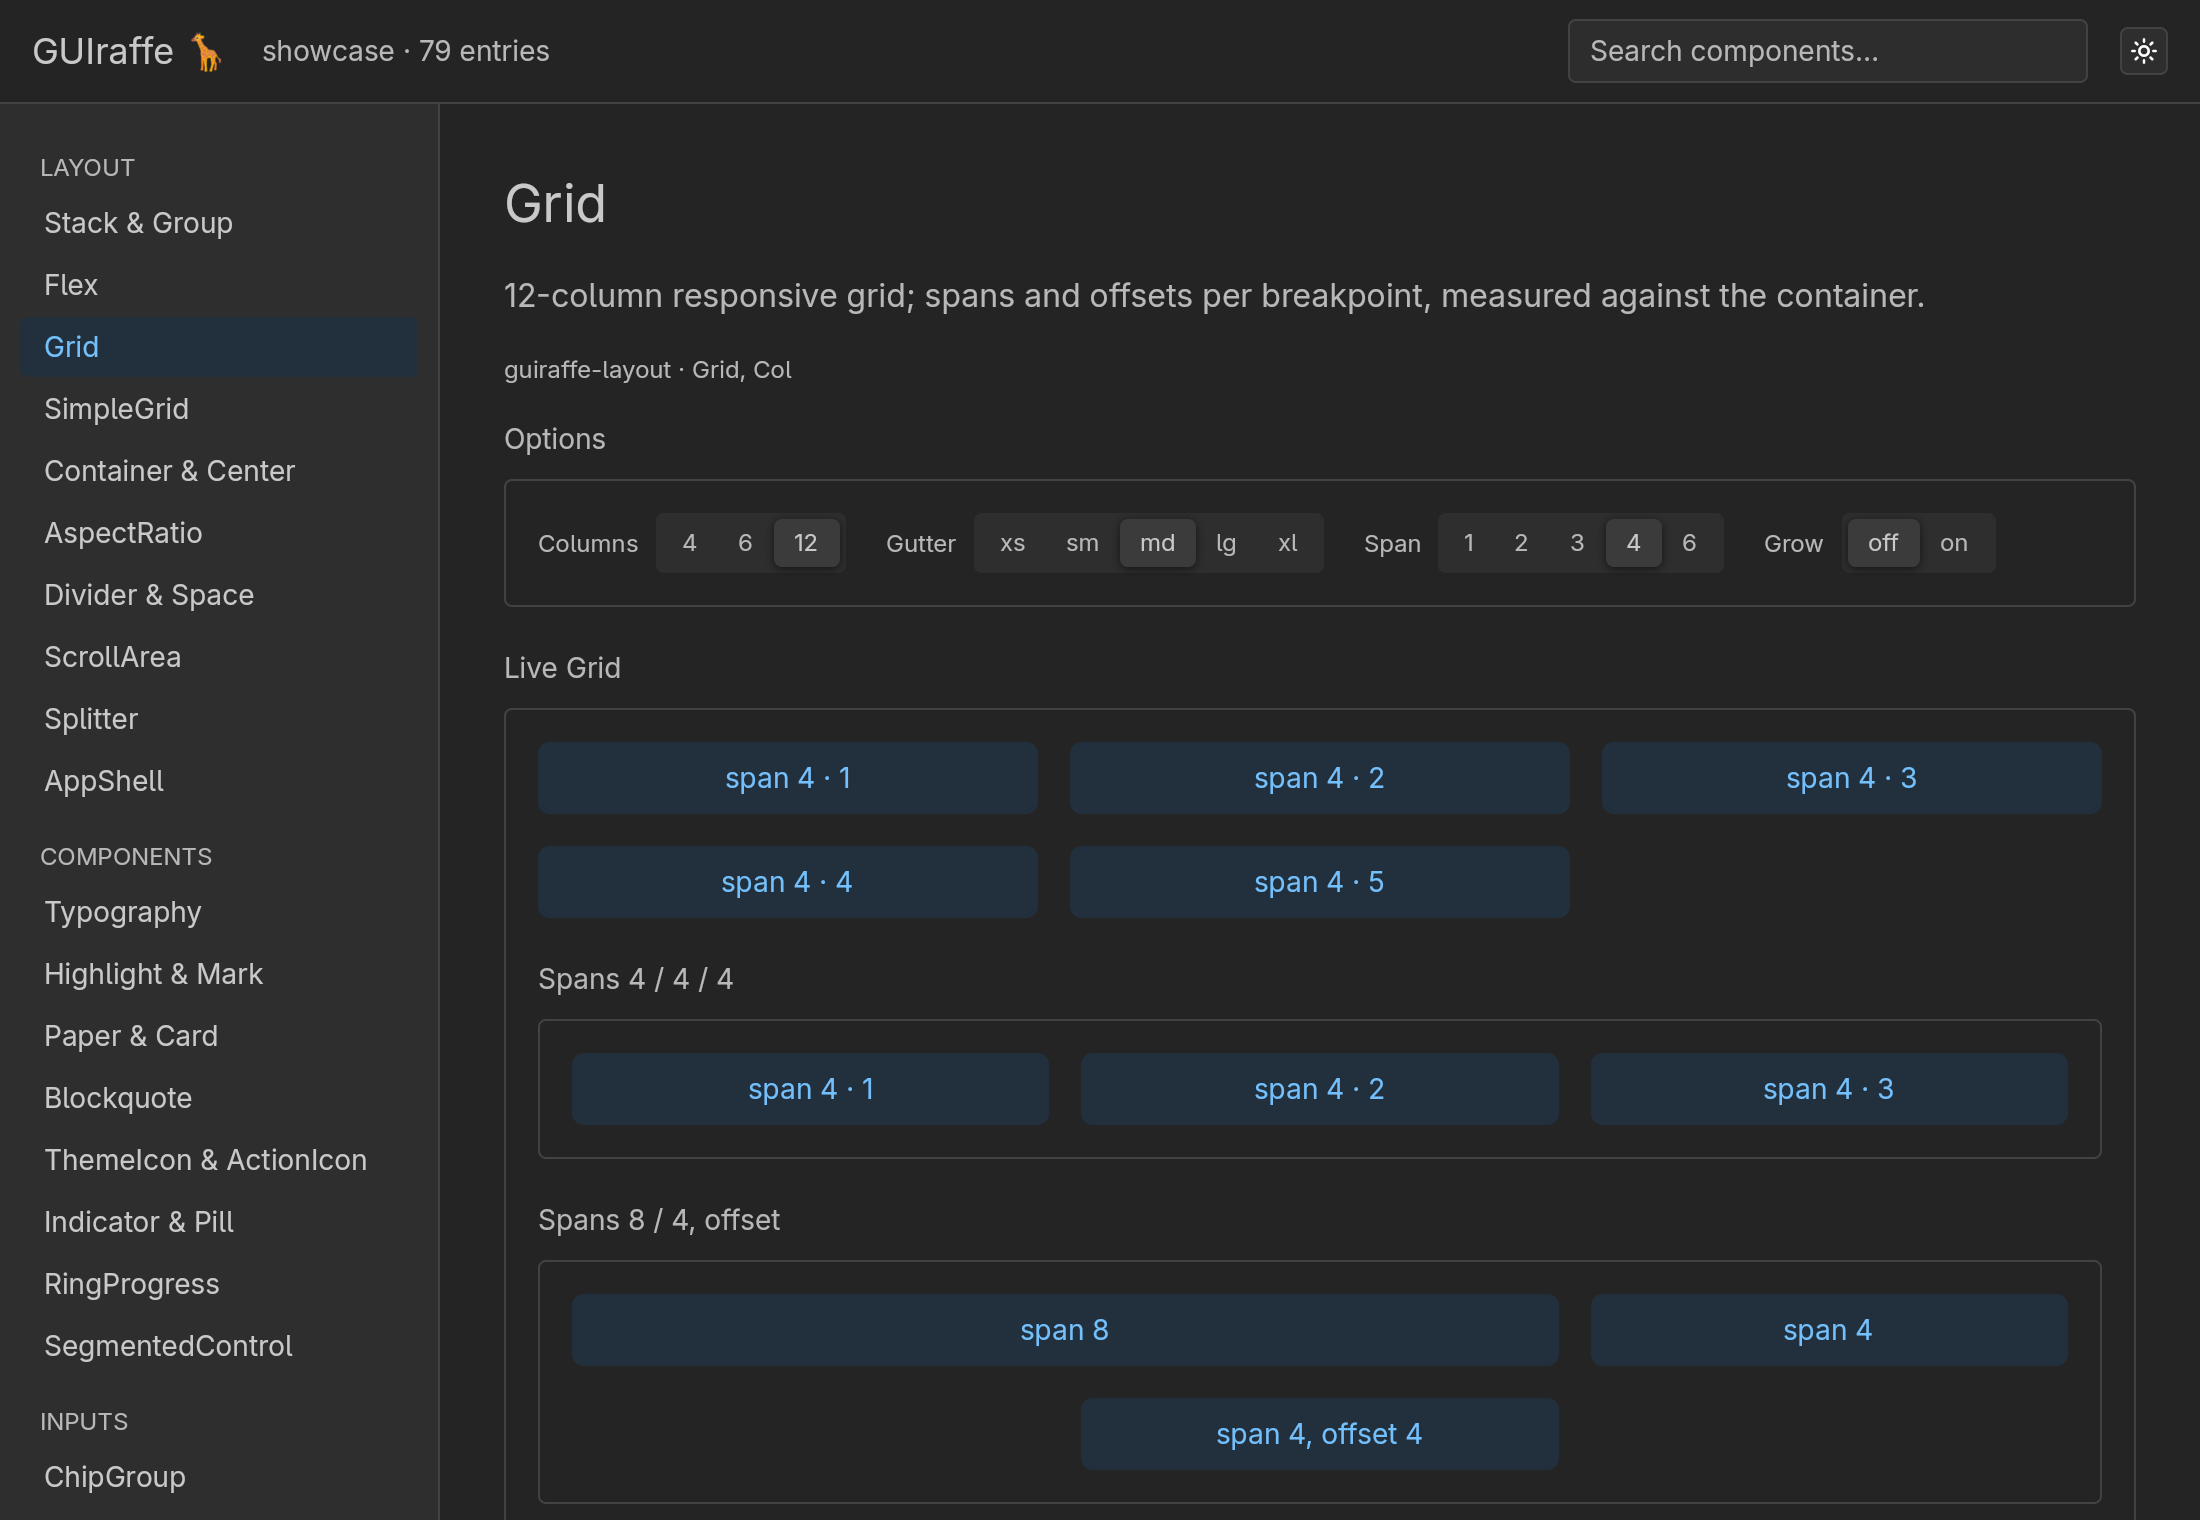 GUIraffe 🦒 showcase · 79 entries Search components...
LAYOUT
Stack & Group
Flex
Grid
SimpleGrid
Container & Center
AspectRatio
Divider & Space
ScrollArea
Splitter
AppShell
COMPONENTS
Typography
Highlight & Mark
Paper & Card
Blockquote
ThemeIcon & ActionIcon
Indicator & Pill
RingProgress
SegmentedControl
INPUTS
ChipGroup
Grid
12-column responsive grid; spans and offsets per breakpoint, measured against the container.
guiraffe-layout · Grid, Col
Options
Columns 4 6 12 Gutter xs sm md lg xl Span 1 2 3 4 6 Grow off on
Live Grid
span 4 · 1 span 4 · 2 span 4 · 3
span 4 · 4 span 4 · 5
Spans 4 / 4 / 4
span 4 · 1 span 4 · 2 span 4 · 3
Spans 8 / 4, offset
span 8 span 4
span 4, offset 4